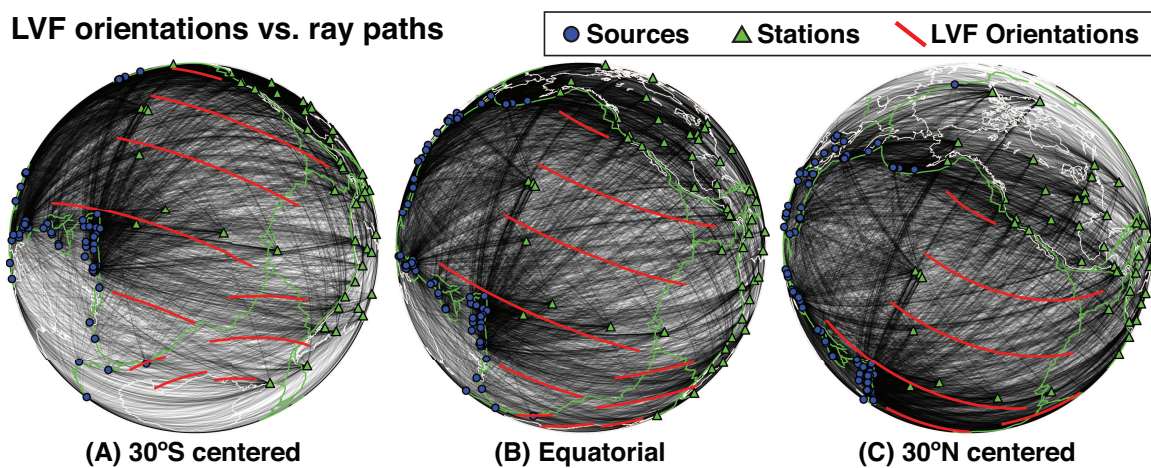 LVF orientations vs. ray paths
Sources Stations LVF Orientations
(A) 30ºS centered
(B) Equatorial
(C) 30ºN centered